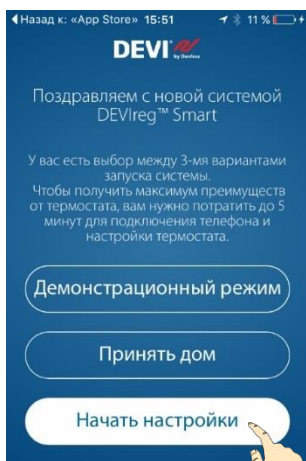 Назад к: «App Store» 15:51 11 %
DEVI
by Danfoss
Поздравляем с новой системой
DEVIreg™ Smart
У вас есть выбор между 3-мя вариантами
запуска системы.
Чтобы получить максимум преимуществ
от термостата, вам нужно потратить до 5
минут для подключения телефона и
настройки термостата.
Демонстрационный режим
Принять дом
Начать настройки